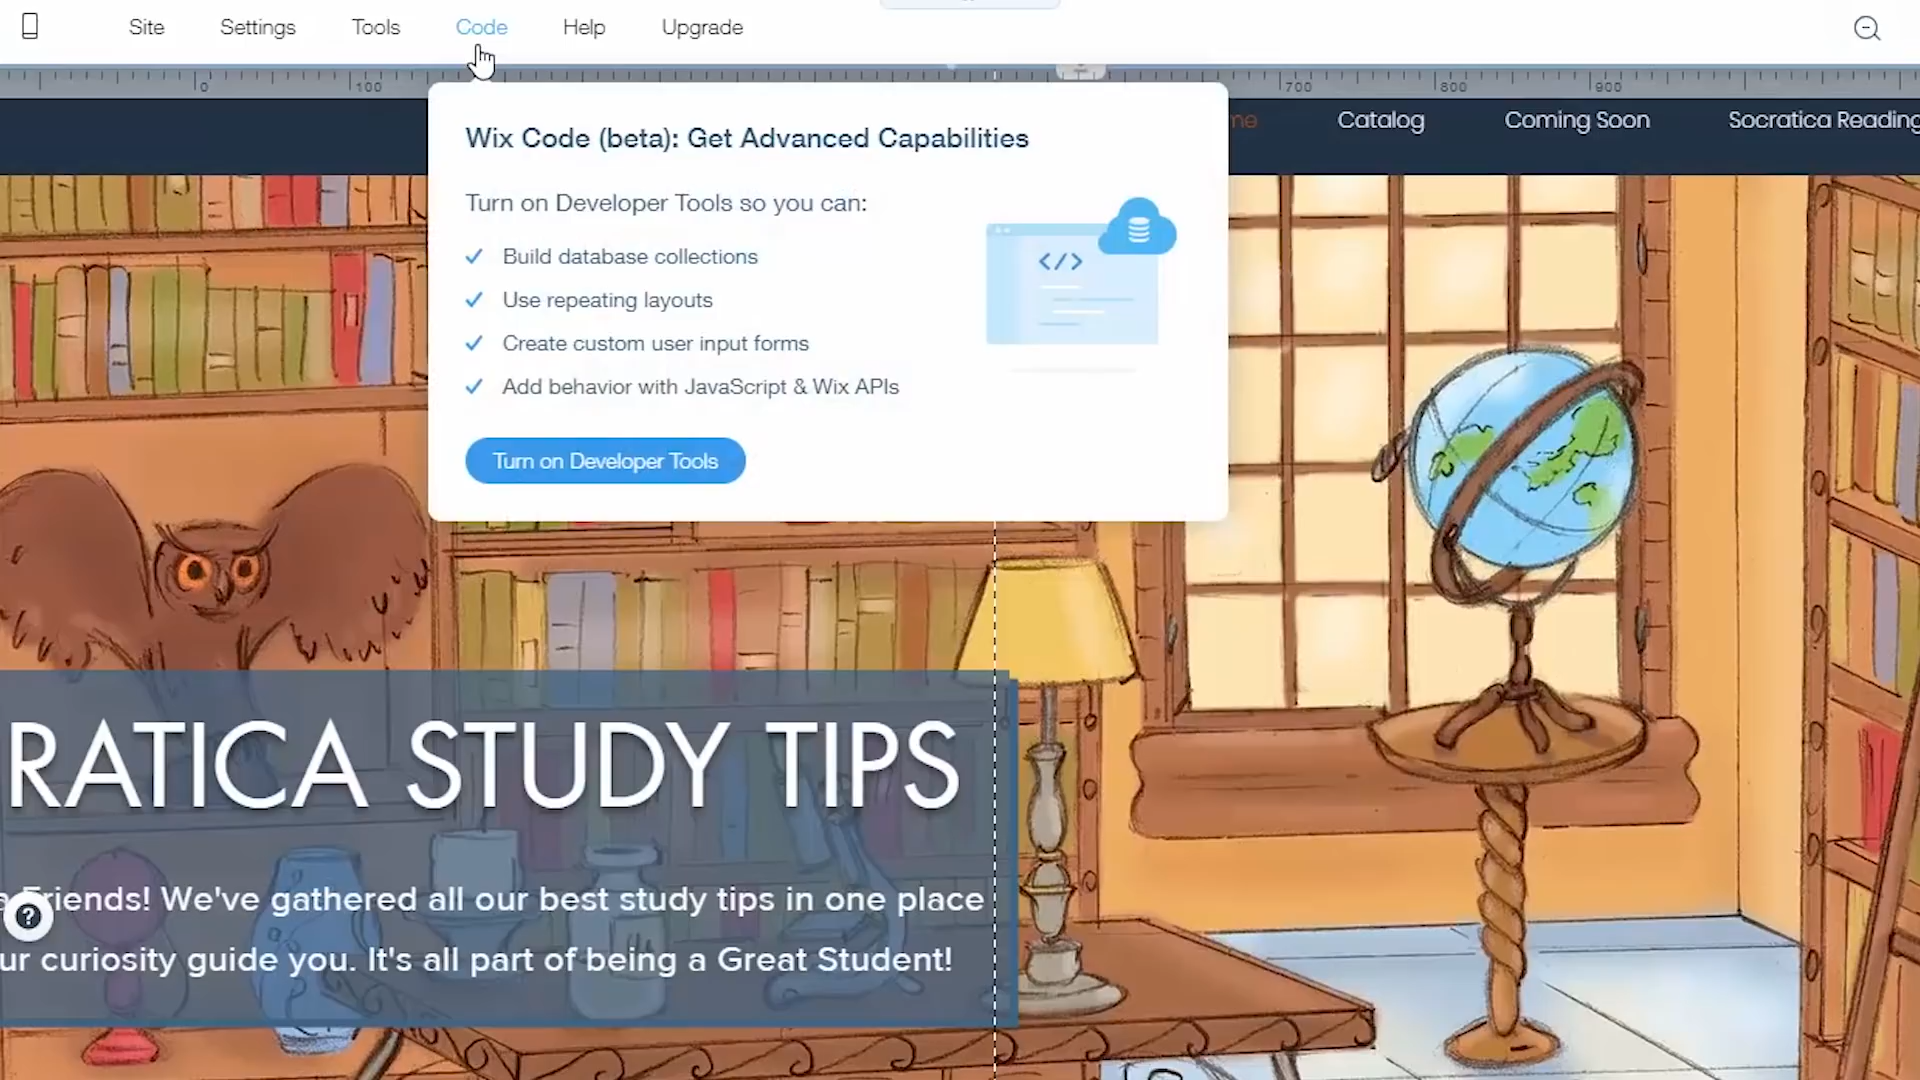 Site Settings Tools Code Help Upgrade
0 100 700 800 900
Catalog Coming Soon Socratica Reading
Wix Code (beta): Get Advanced Capabilities
Turn on Developer Tools so you can:
Build database collections
Use repeating layouts
Create custom user input forms
Add behavior with JavaScript & Wix APIs
</>
Turn on Developer Tools
RATICA STUDY TIPS
riends! We've gathered all our best study tips in one place
?
ur curiosity guide you. It's all part of being a Great Student!